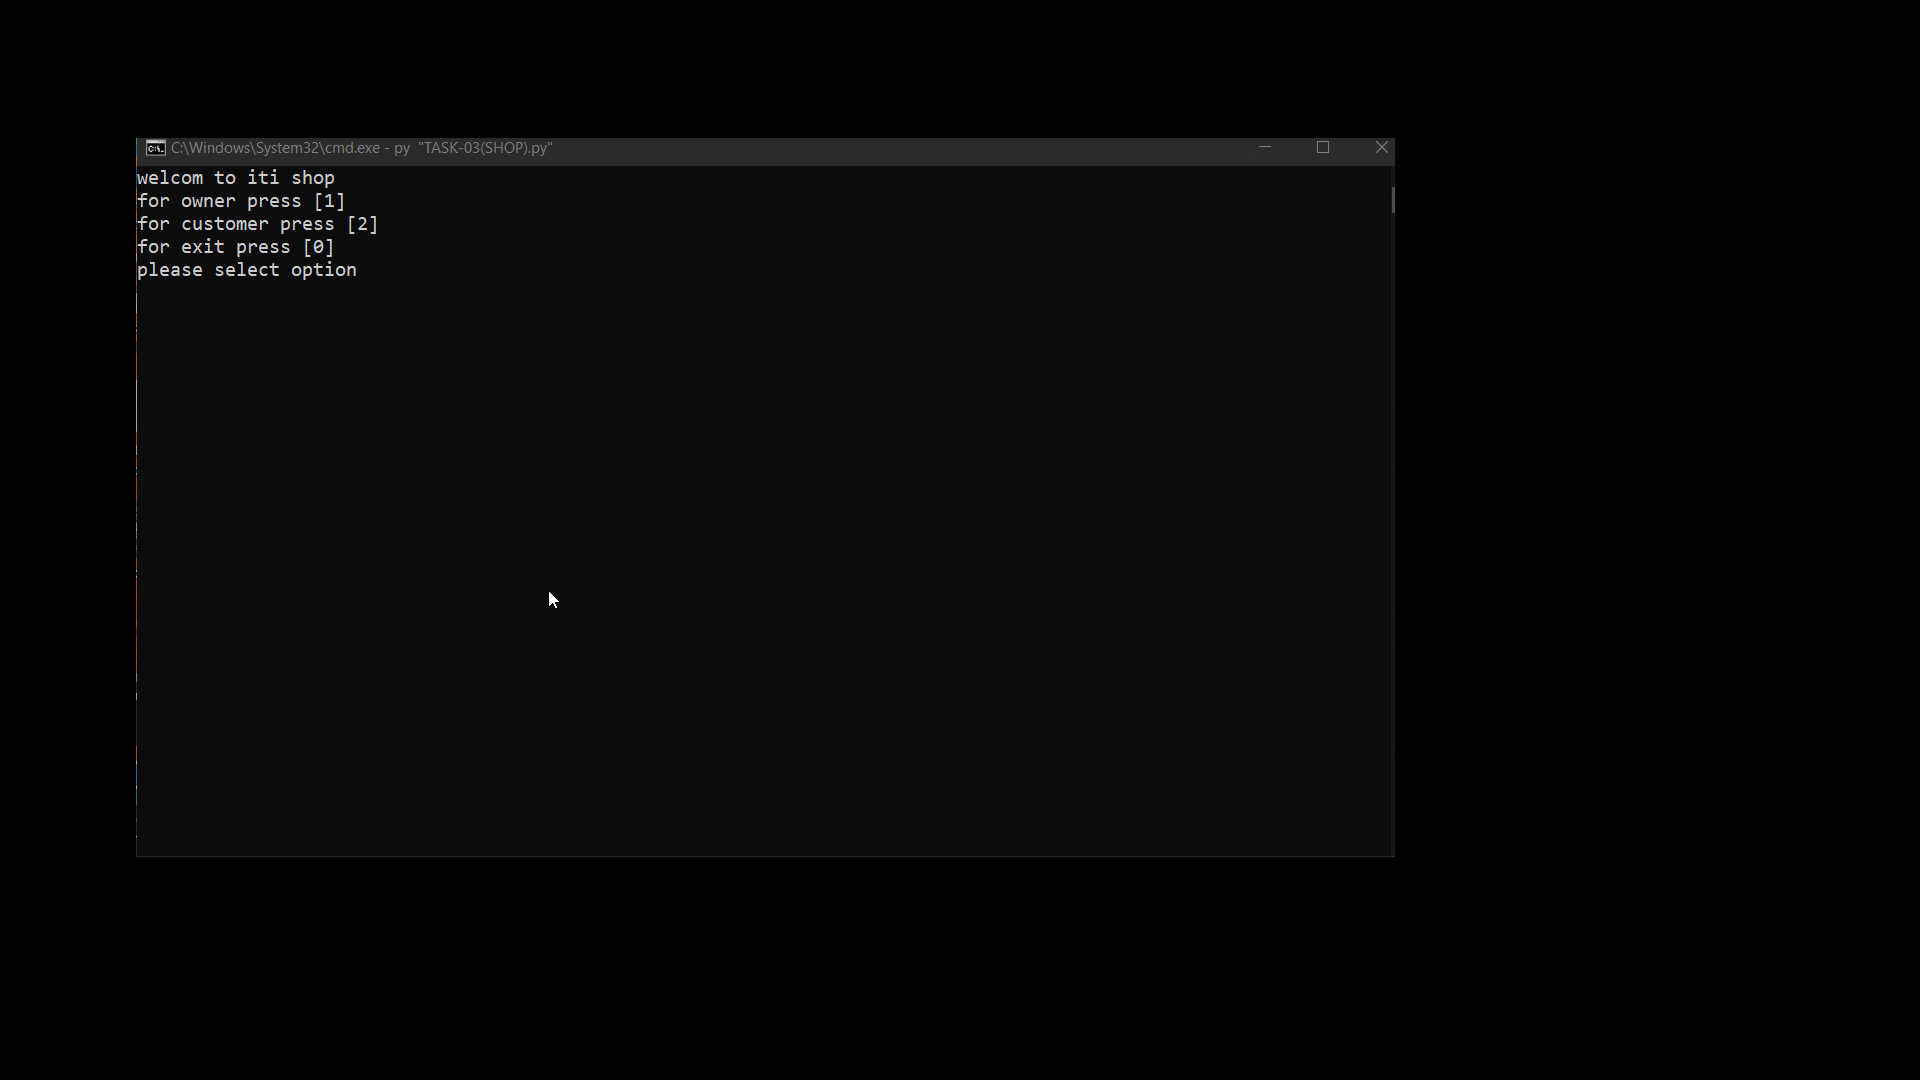 C:\Windows\System32\cmd.exe - py  "TASK-03(SHOP).py"
welcom to iti shop
for owner press [1]
for customer press [2]
for exit press [0]
please select option